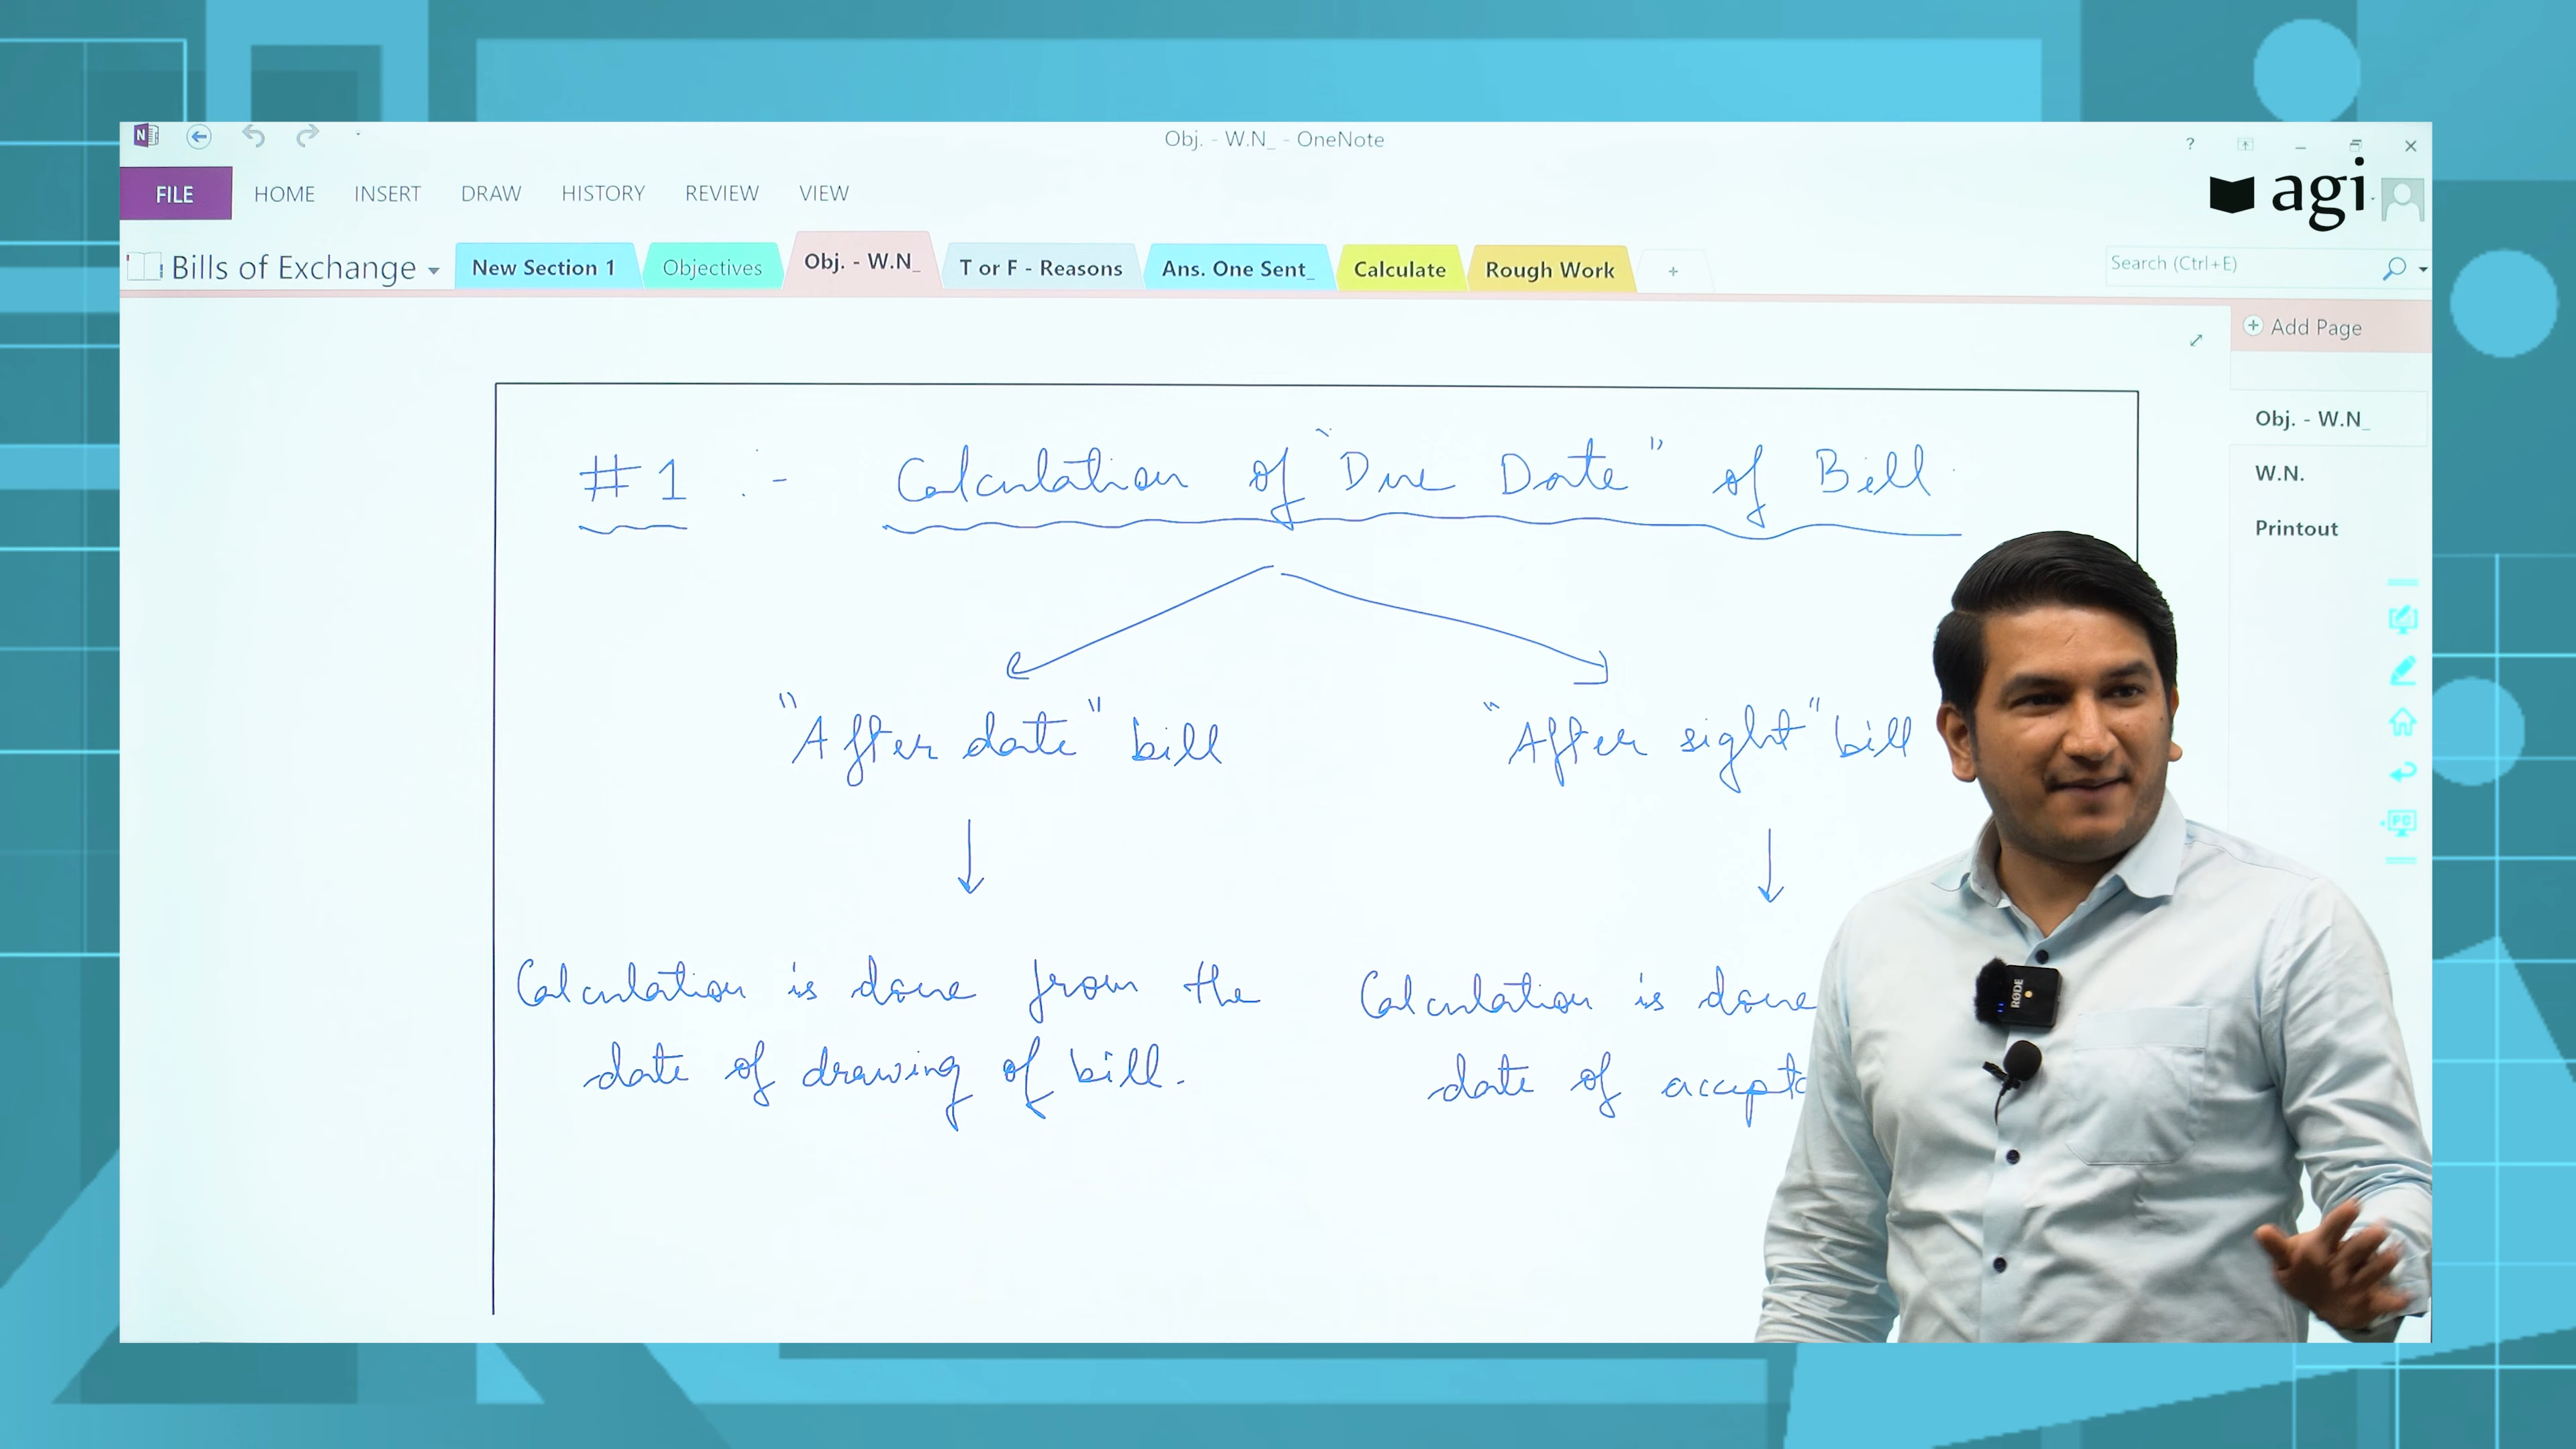 Obj. - W.N_ - OneNote
?
agi
FILE HOME INSERT DRAW HISTORY REVIEW VIEW
Bills of Exchange New Section 1 Objectives Obj. - W.N_ T or F - Reasons Ans. One Sent_ Calculate Rough Work +
Search (Ctrl+E)
Add Page
Obj. - W.N_
W.N.
Printout
#1 :- Calculation of "Due Date" of Bill
"After date" bill
"After sight" bill
Calculation is done from the
date of drawing of bill.
Calculation is done
date of accepta
RØDE
PC